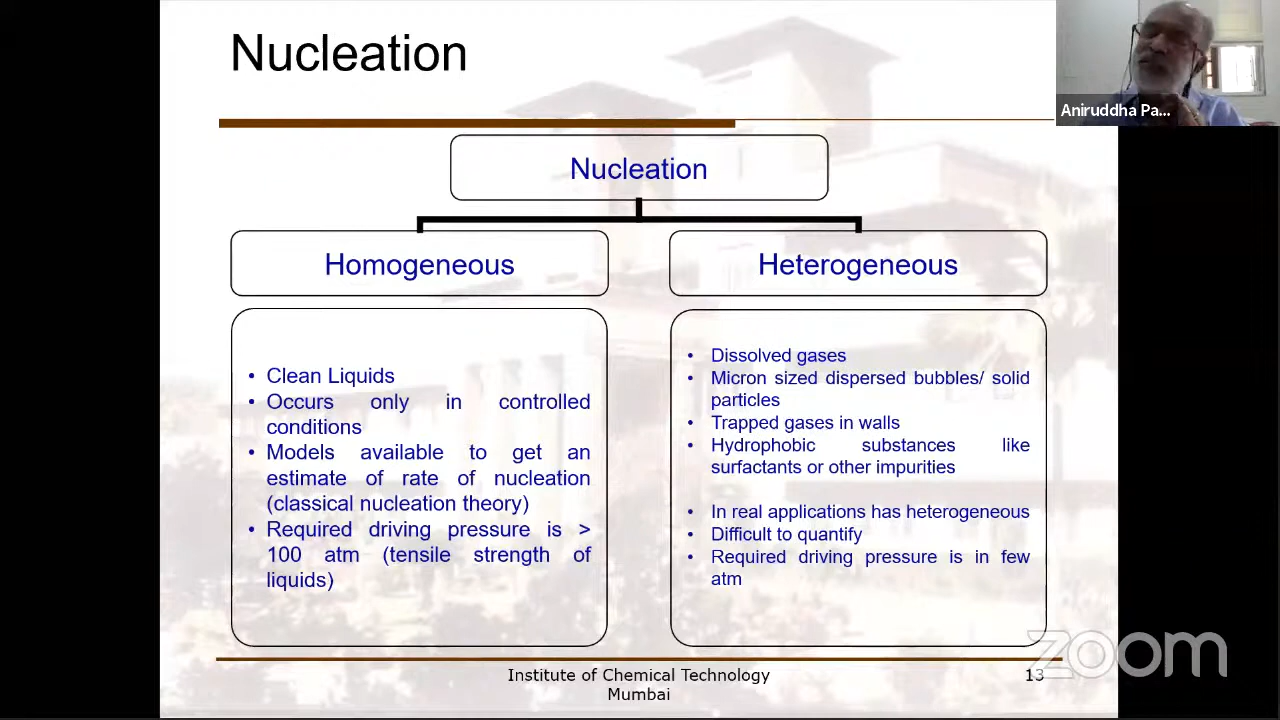 Nucleation
Aniruddha Pa...
Nucleation
Homogeneous
Heterogeneous
• Clean Liquids
• Occurs only in controlled
conditions
• Models available to get an
estimate of rate of nucleation
(classical nucleation theory)
• Required driving pressure is >
100 atm (tensile strength of
liquids)
• Dissolved gases
• Micron sized dispersed bubbles/ solid
particles
• Trapped gases in walls
• Hydrophobic substances like
surfactants or other impurities
• In real applications has heterogeneous
• Difficult to quantify
• Required driving pressure is in few
atm
Institute of Chemical Technology
Mumbai
13
zoom